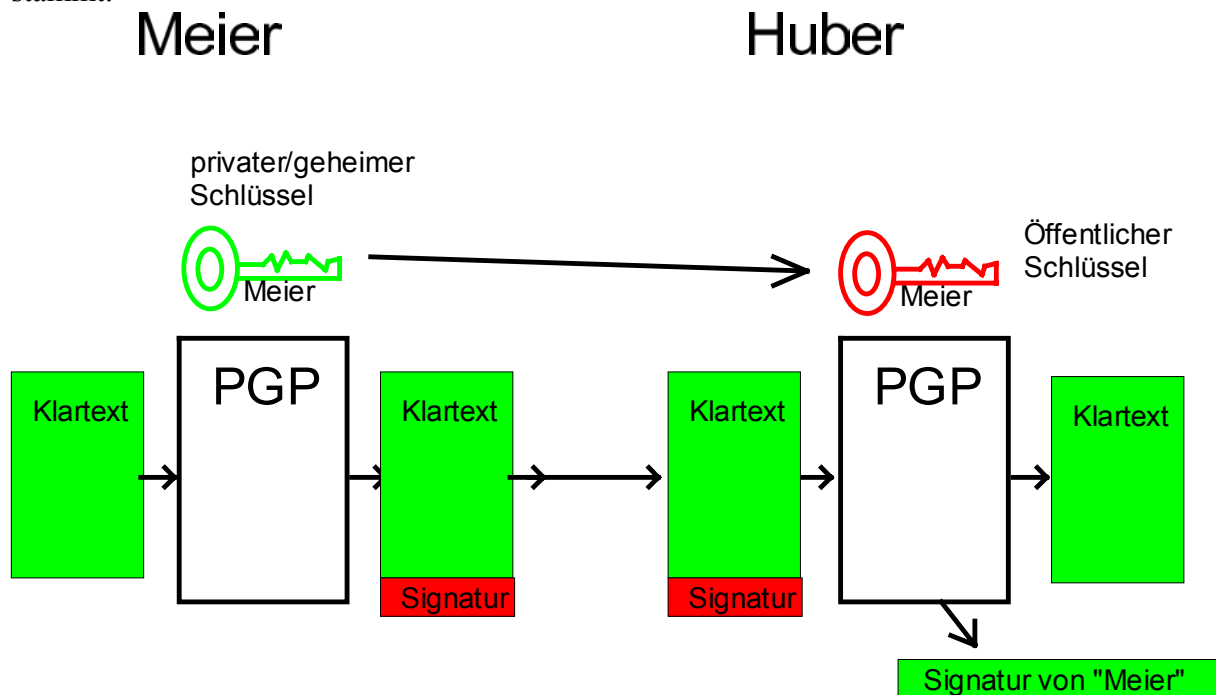 stammt.
Meier
Huber
privater/geheimer
Schlüssel
Meier
Öffentlicher
Schlüssel
Meier
Klartext
PGP
Klartext
Signatur
Klartext
Signatur
PGP
Klartext
Signatur von "Meier"